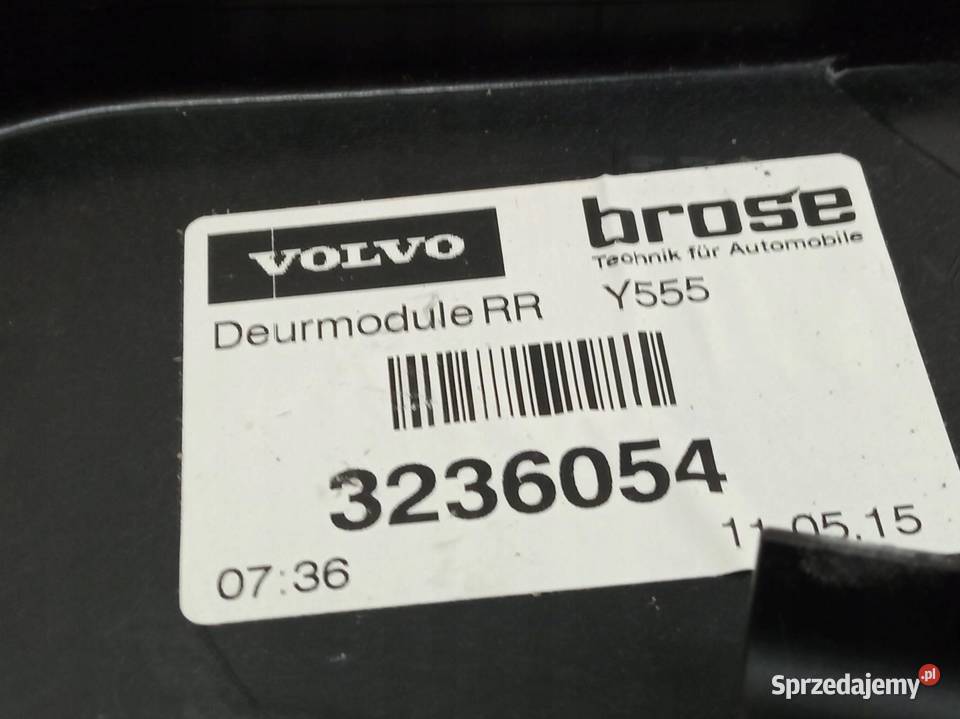 VOLVO
brose
Technik für Automobile
Deurmodule RR Y555
3236054
07:36 11.05.15
Sprzedajemy.pl